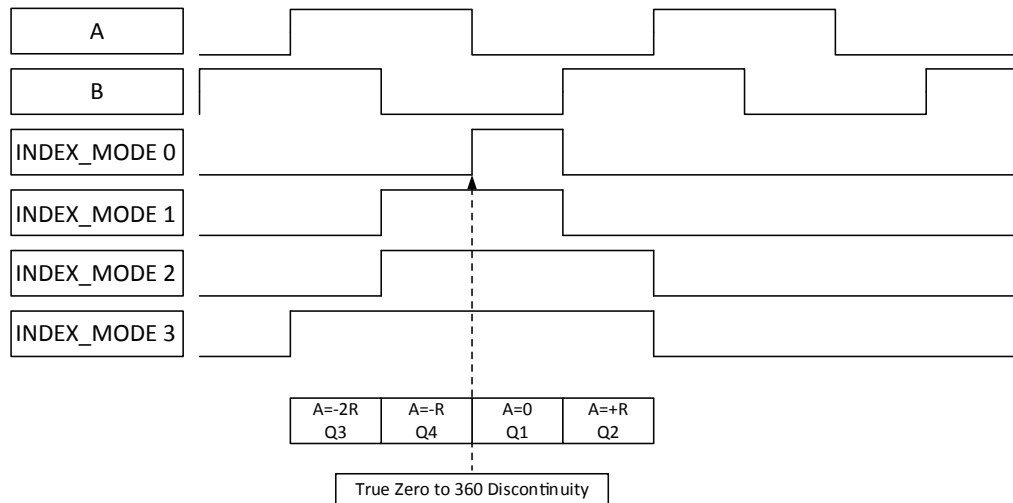 A
B
INDEX_MODE 0
INDEX_MODE 1
INDEX_MODE 2
INDEX_MODE 3
A=-2R A=-R A=0 A=+R
Q3 Q4 Q1 Q2
True Zero to 360 Discontinuity